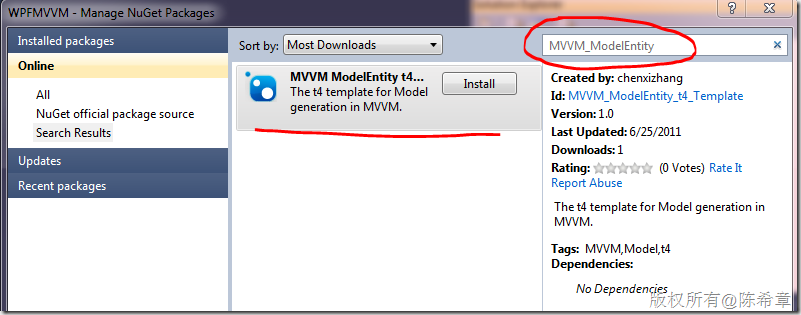 WPFMVVM - Manage NuGet Packages
Installed packages
Online
All
NuGet official package source
Search Results
Updates
Recent packages
Sort by: Most Downloads
MVVM ModelEntity t4...
Install
The t4 template for Model
generation in MVVM.
MVVM_ModelEntity
Created by: chenxizhang
Id: MVVM_ModelEntity_t4_Template
Version: 1.0
Last Updated: 6/25/2011
Downloads: 1
Rating: (0 Votes) Rate It
Report Abuse
The t4 template for Model generation in
MVVM.
Tags: MVVM,Model,t4
Dependencies:
No Dependencies
版权所有@陈希章